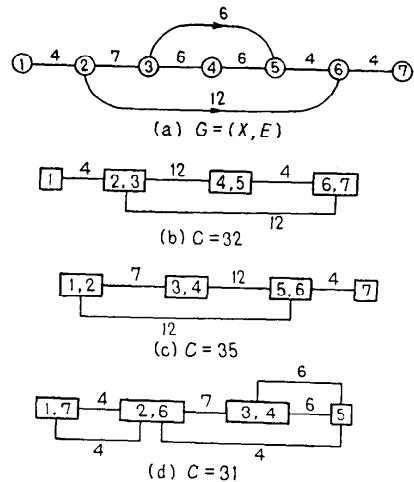 6
4 7 6 6 4 4
1 2 3 4 5 6 7
12
(a) G=(X,E)
4 12 4
1 2,3 4,5 6,7
12
(b) C=32
7 12 4
1,2 3,4 5,6 7
12
(c) C=35
6
4 7 6
1,7 2,6 3,4 5
4 4
(d) C=31